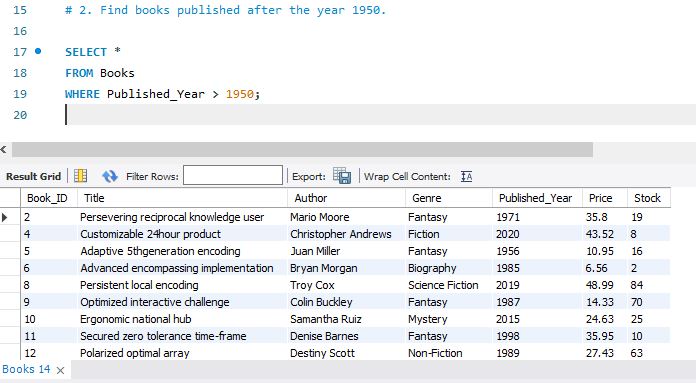 15 # 2. Find books published after the year 1950.
16
17 SELECT *
18 FROM Books
19 WHERE Published_Year > 1950;
20
Result Grid Filter Rows: Export: Wrap Cell Content: IA
Book_ID Title Author Genre Published_Year Price Stock
2 Persevering reciprocal knowledge user Mario Moore Fantasy 1971 35.8 19
4 Customizable 24hour product Christopher Andrews Fiction 2020 43.52 8
5 Adaptive 5thgeneration encoding Juan Miller Fantasy 1956 10.95 16
6 Advanced encompassing implementation Bryan Morgan Biography 1985 6.56 2
8 Persistent local encoding Troy Cox Science Fiction 2019 48.99 84
9 Optimized interactive challenge Colin Buckley Fantasy 1987 14.33 70
10 Ergonomic national hub Samantha Ruiz Mystery 2015 24.63 25
11 Secured zero tolerance time-frame Denise Barnes Fantasy 1998 35.95 10
12 Polarized optimal array Destiny Scott Non-Fiction 1989 27.43 63
Books 14 ×